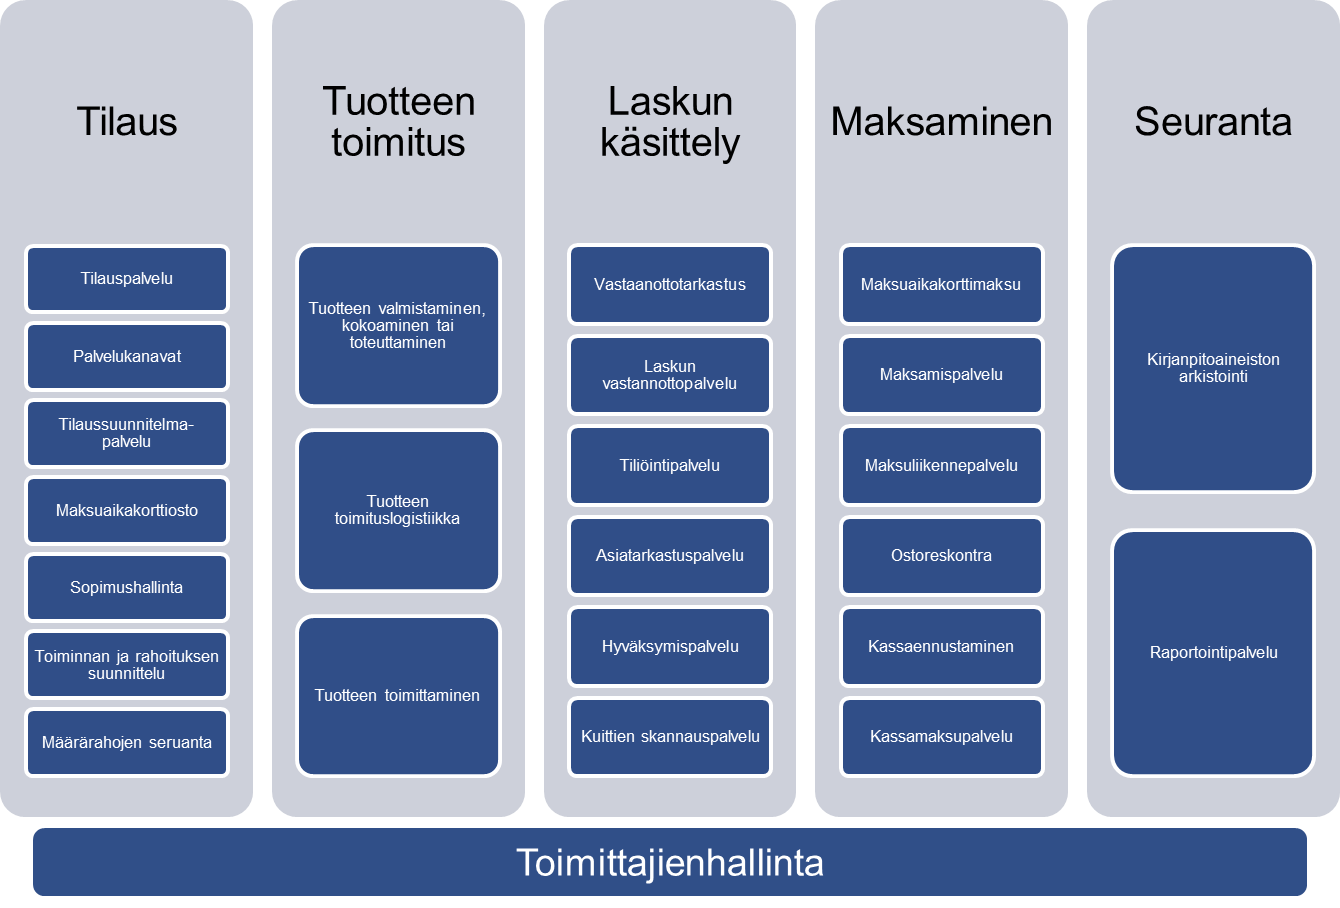 Tilaus
Tilauspalvelu
Palvelukanavat
Tilaussuunnitelma-
palvelu
Maksuaikakorttiosto
Sopimushallinta
Toiminnan ja rahoituksen
suunnittelu
Määrärahojen seruanta
Tuotteen
toimitus
Tuotteen valmistaminen,
kokoaminen tai
toteuttaminen
Tuotteen
toimituslogistiikka
Tuotteen toimittaminen
Laskun
käsittely
Vastaanottotarkastus
Laskun
vastannottopalvelu
Tiliöintipalvelu
Asiatarkastuspalvelu
Hyväksymispalvelu
Kuittien skannauspalvelu
Maksaminen
Maksuaikakorttimaksu
Maksamispalvelu
Maksuliikennepalvelu
Ostoreskontra
Kassaennustaminen
Kassamaksupalvelu
Seuranta
Kirjanpitoaineiston
arkistointi
Raportointipalvelu
Toimittajienhallinta